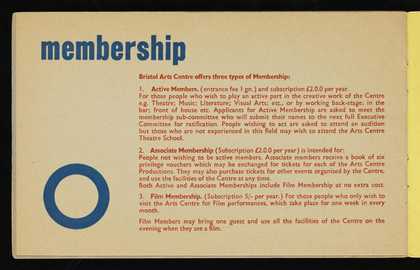 membership
Bristol Arts Centre offers three types of Membership:
1. Active Members. (entrance fee 1 gn.) and subscription £2.0.0 per year.
For those people who wish to play an active part in the creative work of the Centre
e.g. Theatre; Music; Literature; Visual Arts; etc., or by working back-stage; in the
bar; front of house etc. Applicants for Active Membership are asked to meet the
membership sub-committee who will submit their names to the next full Executive
Committee for ratification. People wishing to act are asked to attend an audition
but those who are not experienced in this field may wish to attend the Arts Centre
Theatre School.
2. Associate Membership (Subscription £2.0.0 per year) is intended for:
People not wishing to be active members. Associate members receive a book of six
privilege vouchers which may be exchanged for tickets for each of the Arts Centre
Productions. They may also purchase tickets for other events organised by the Centre,
and use the facilities of the Centre at any time.
Both Active and Associate Memberships include Film Membership at no extra cost.
3. Film Membership. (Subscription 5/- per year.) For those people who only wish to
visit the Arts Centre for Film performances, which take place for one week in every
month.
Film Members may bring one guest and use all the facilities of the Centre on the
evening when they see a film.